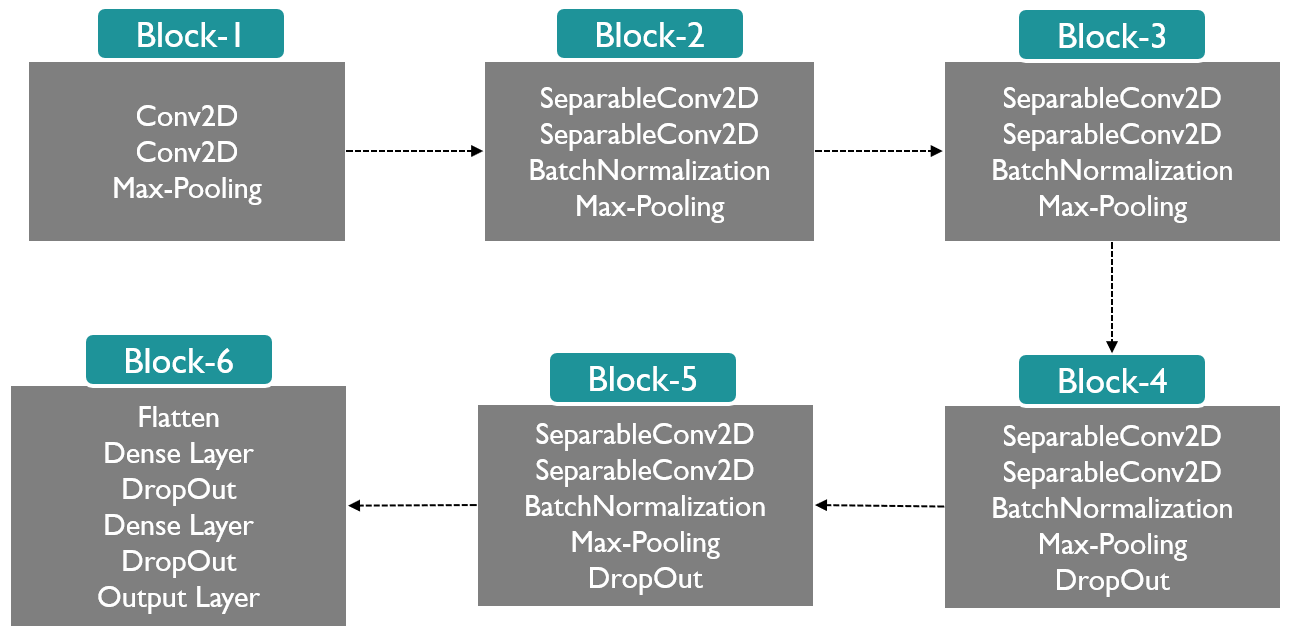 Block-1
Conv2D
Conv2D
Max-Pooling
Block-2
SeparableConv2D
SeparableConv2D
BatchNormalization
Max-Pooling
Block-3
SeparableConv2D
SeparableConv2D
BatchNormalization
Max-Pooling
Block-4
SeparableConv2D
SeparableConv2D
BatchNormalization
Max-Pooling
DropOut
Block-5
SeparableConv2D
SeparableConv2D
BatchNormalization
Max-Pooling
DropOut
Block-6
Flatten
Dense Layer
DropOut
Dense Layer
DropOut
Output Layer